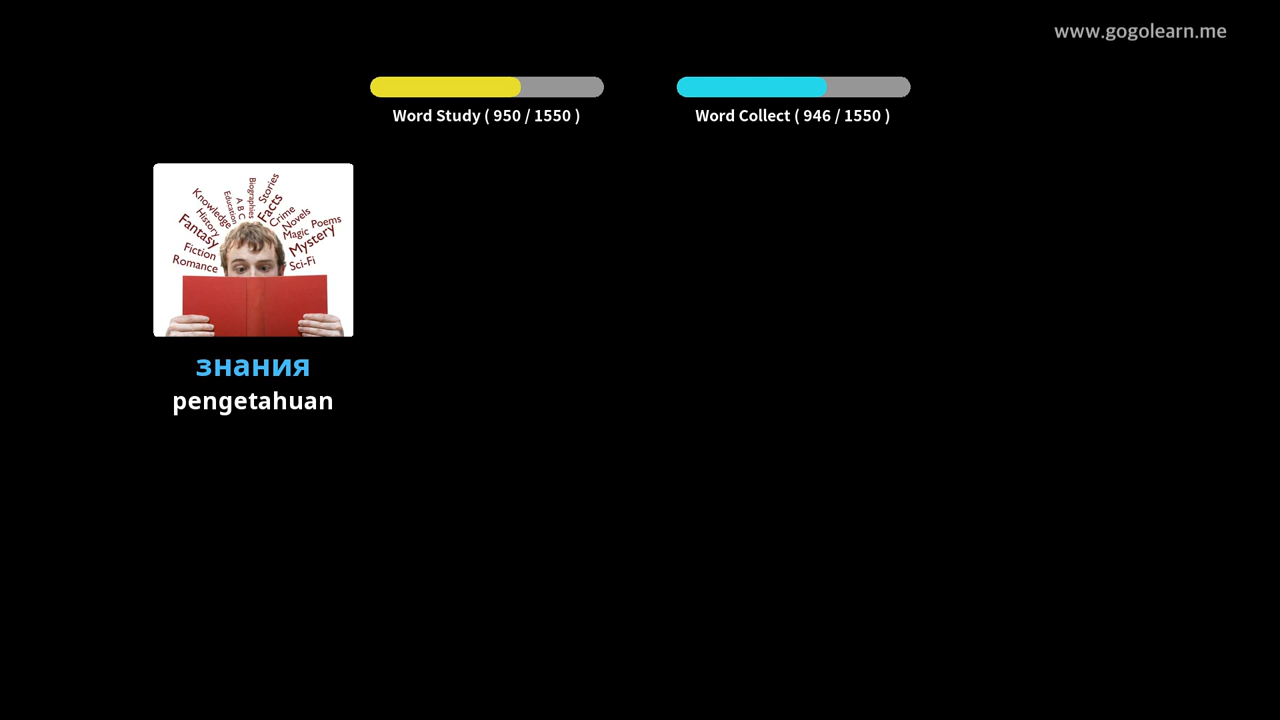 www.gogolearn.me
Word Study ( 950 / 1550 )
Word Collect ( 946 / 1550 )
Knowledge
History
Fantasy
Fiction
Romance
Education
A B C
Biographies
Stories
Facts
Crime
Novels
Magic
Poems
Mystery
Sci-Fi
знания
pengetahuan